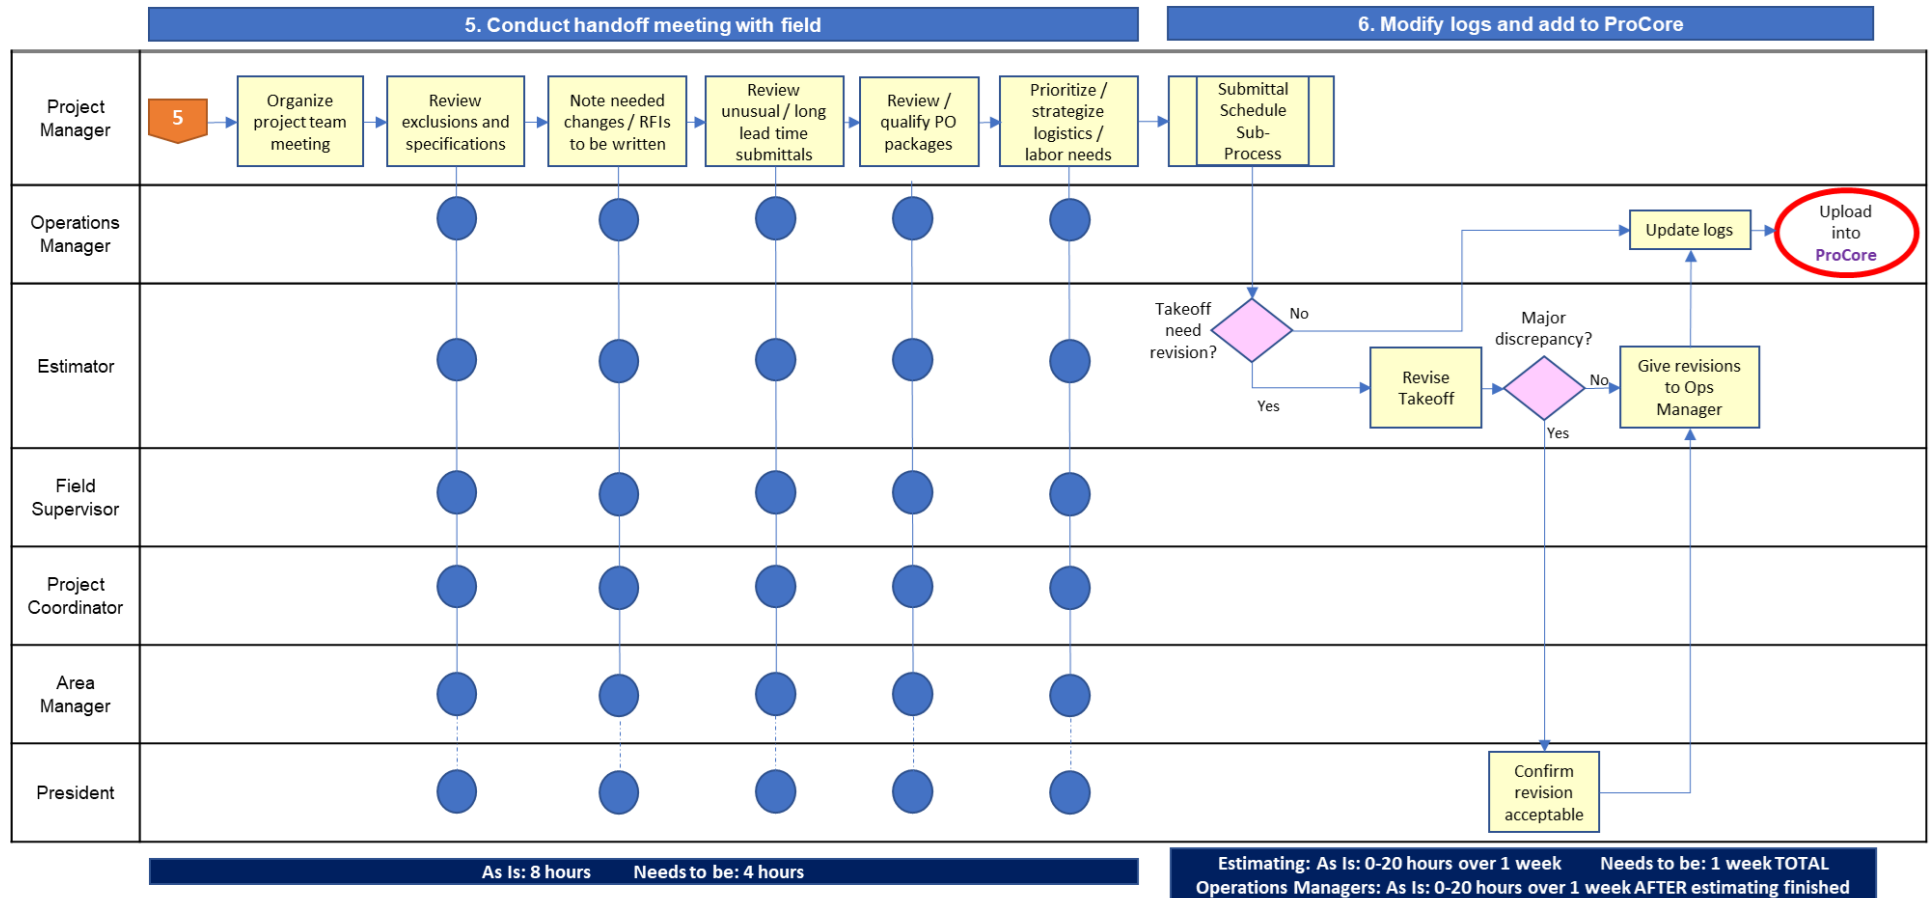 5. Conduct handoff meeting with field
6. Modify logs and add to ProCore
Project
Manager
5
Organize
project team
meeting
Review
exclusions and
specifications
Note needed
changes / RFIs
to be written
Review
unusual / long
lead time
submittals
Review /
qualify PO
packages
Prioritize /
strategize
logistics /
labor needs
Submittal
Schedule
Sub-
Process
Operations
Manager
Update logs
Upload
into
ProCore
Estimator
Takeoff
need
revision?
No
Yes
Revise
Takeoff
Major
discrepancy?
No
Yes
Give revisions
to Ops
Manager
Field
Supervisor
Project
Coordinator
Area
Manager
President
Confirm
revision
acceptable
As Is: 8 hours Needs to be: 4 hours
Estimating: As Is: 0-20 hours over 1 week Needs to be: 1 week TOTAL
Operations Managers: As Is: 0-20 hours over 1 week AFTER estimating finished